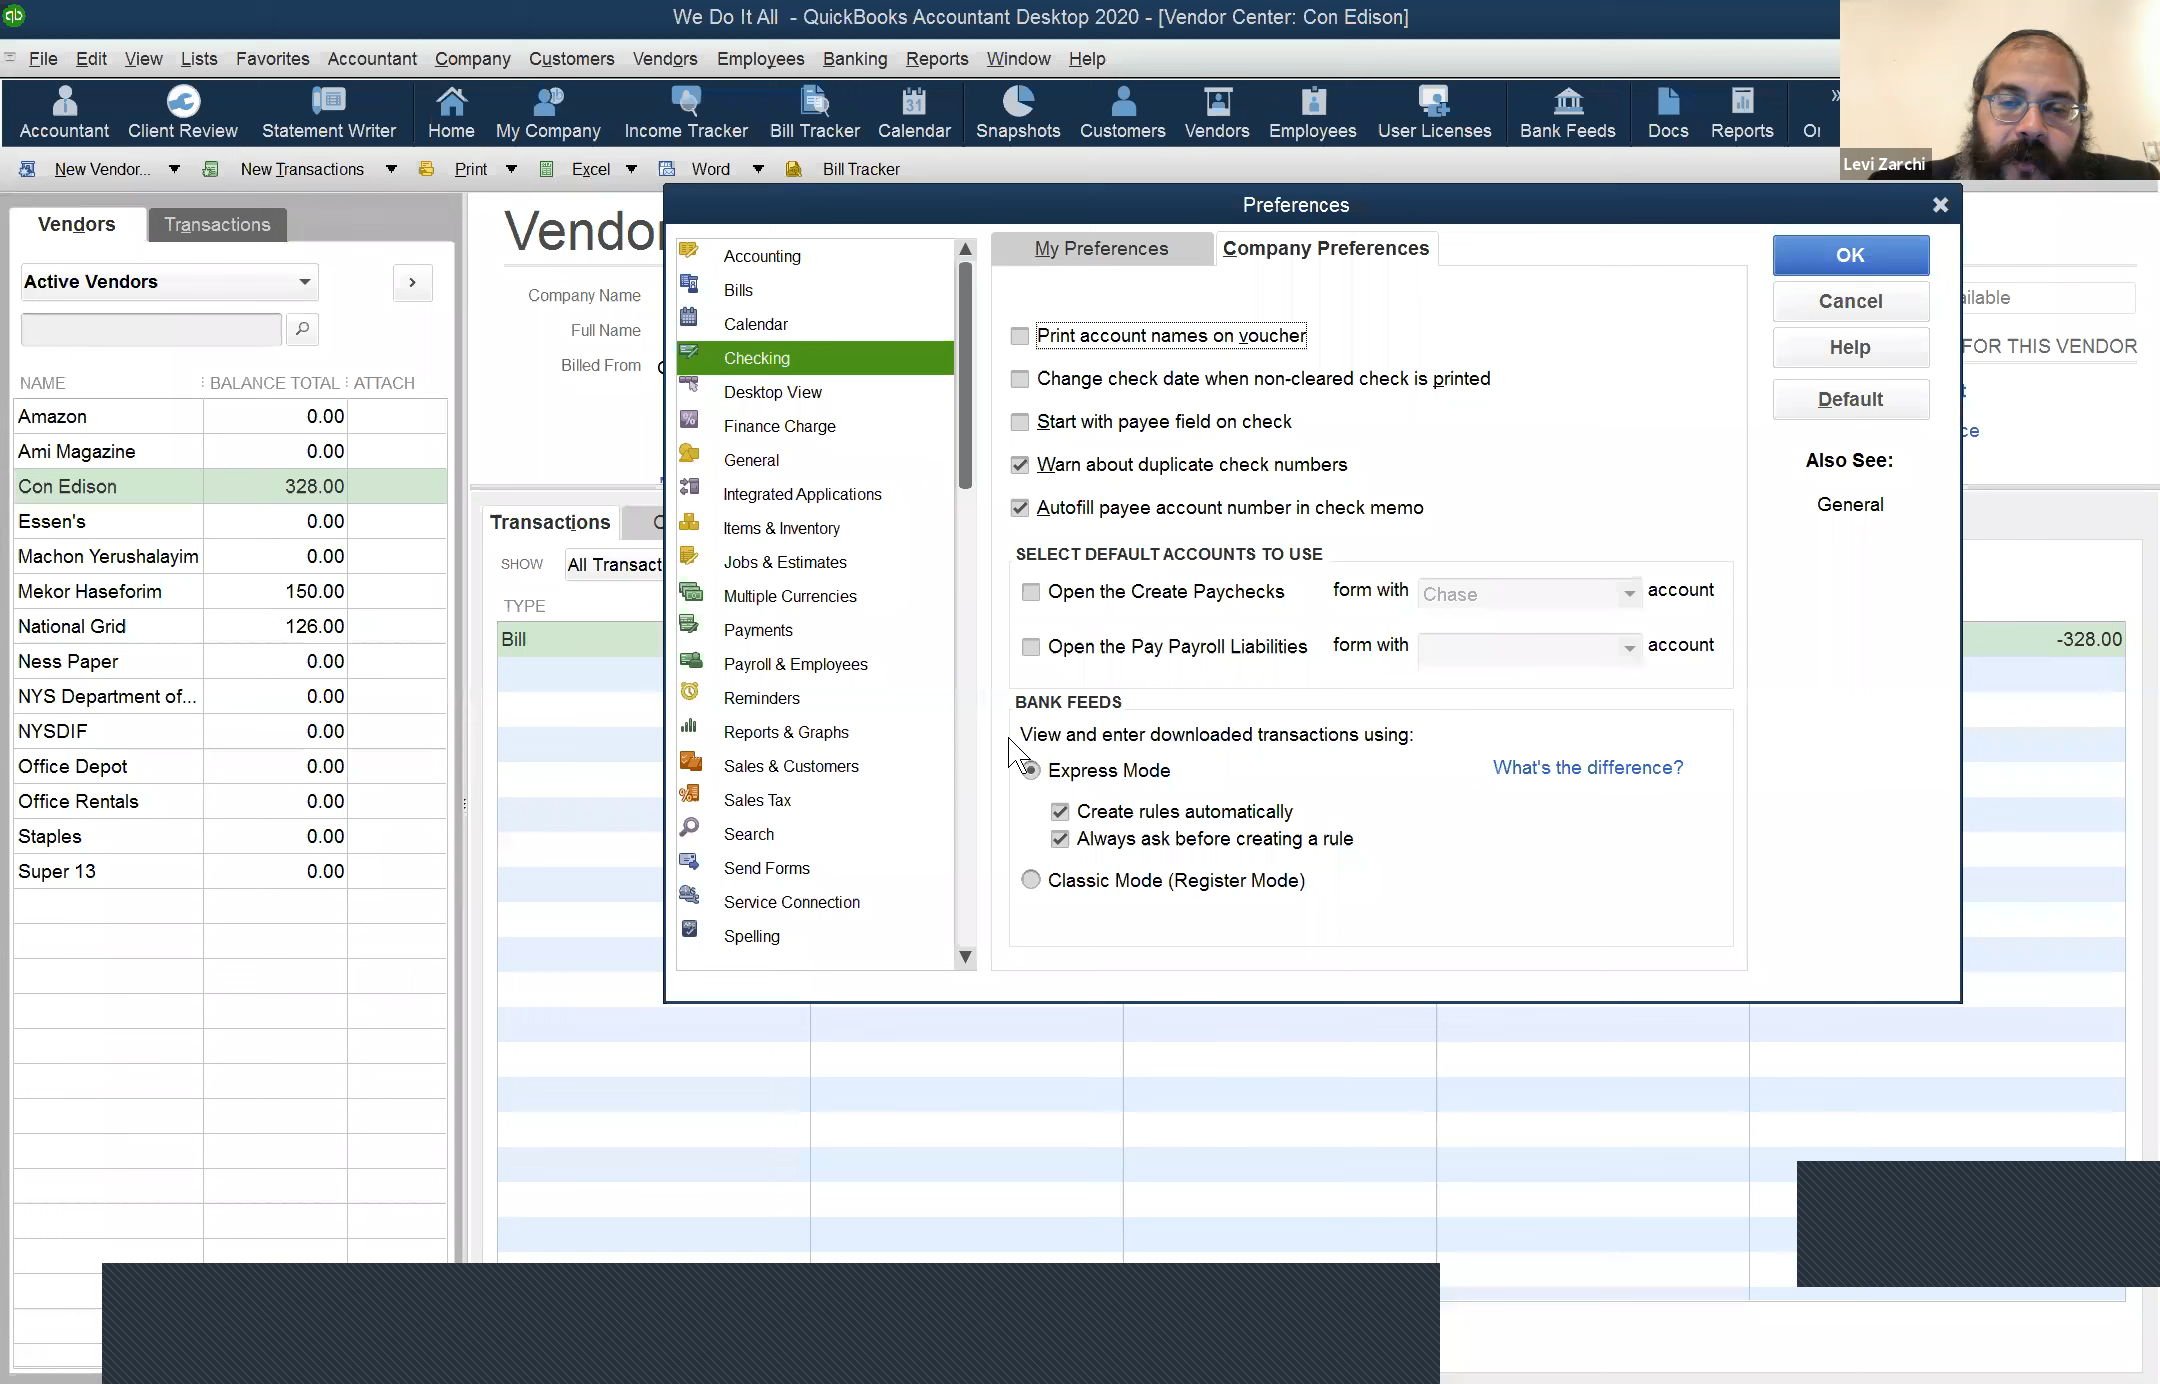 We Do It All - QuickBooks Accountant Desktop 2020 - [Vendor Center: Con Edison]
File Edit View Lists Favorites Accountant Company Customers Vendors Employees Banking Reports Window Help
Accountant Client Review Statement Writer Home My Company Income Tracker Bill Tracker Calendar Snapshots Customers Vendors Employees User Licenses Bank Feeds Docs Reports
Levi Zarchi
New Vendor... New Transactions Print Excel Word Bill Tracker
Vendors Transactions
Active Vendors
NAME BALANCE TOTAL ATTACH
Amazon 0.00
Ami Magazine 0.00
Con Edison 328.00
Essen's 0.00
Machon Yerushalayim 0.00
Mekor Haseforim 150.00
National Grid 126.00
Ness Paper 0.00
NYS Department of... 0.00
NYSDIF 0.00
Office Depot 0.00
Office Rentals 0.00
Staples 0.00
Super 13 0.00
Company Name
Full Name
Billed From
Transactions
SHOW All Transact
TYPE
Bill
-328.00
FOR THIS VENDOR
Preferences
Accounting
Bills
Calendar
Checking
Desktop View
Finance Charge
General
Integrated Applications
Items & Inventory
Jobs & Estimates
Multiple Currencies
Payments
Payroll & Employees
Reminders
Reports & Graphs
Sales & Customers
Sales Tax
Search
Send Forms
Service Connection
Spelling
My Preferences Company Preferences
Print account names on voucher
Change check date when non-cleared check is printed
Start with payee field on check
Warn about duplicate check numbers
Autofill payee account number in check memo
SELECT DEFAULT ACCOUNTS TO USE
Open the Create Paychecks form with Chase account
Open the Pay Payroll Liabilities form with account
BANK FEEDS
View and enter downloaded transactions using:
Express Mode What's the difference?
Create rules automatically
Always ask before creating a rule
Classic Mode (Register Mode)
OK
Cancel
Help
Default
Also See:
General